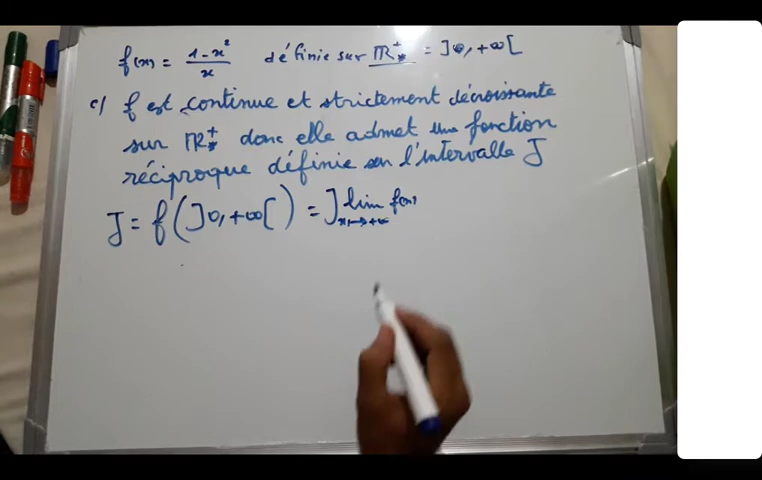 f(x) = 1-x²/x définie sur ℝ*⁺ = ]0, +∞[
c/ f est continue et strictement décroissante
sur ℝ*⁺ donc elle admet une fonction
réciproque définie sur l'intervalle J
J = f(]0, +∞[) = ] lim f(x) x→+∞